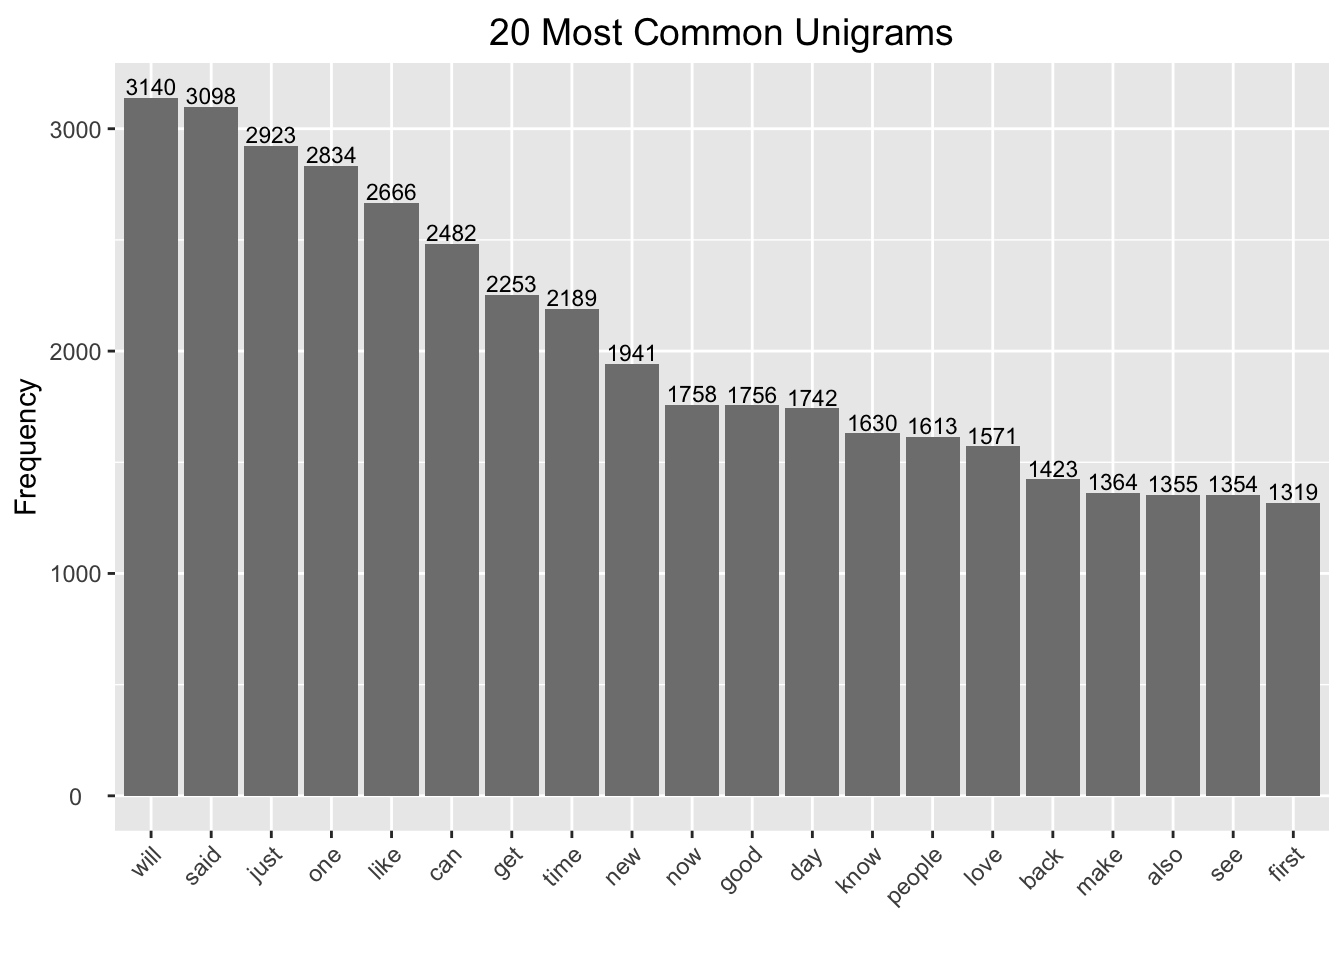 20 Most Common Unigrams
3140 3098 2923 2834 2666 2482 2253 2189 1941 1758 1756 1742 1630 1613 1571 1423 1364 1355 1354 1319
3000
2000
1000
0
Frequency
will said just one like can get time new now good day know people love back make also see first